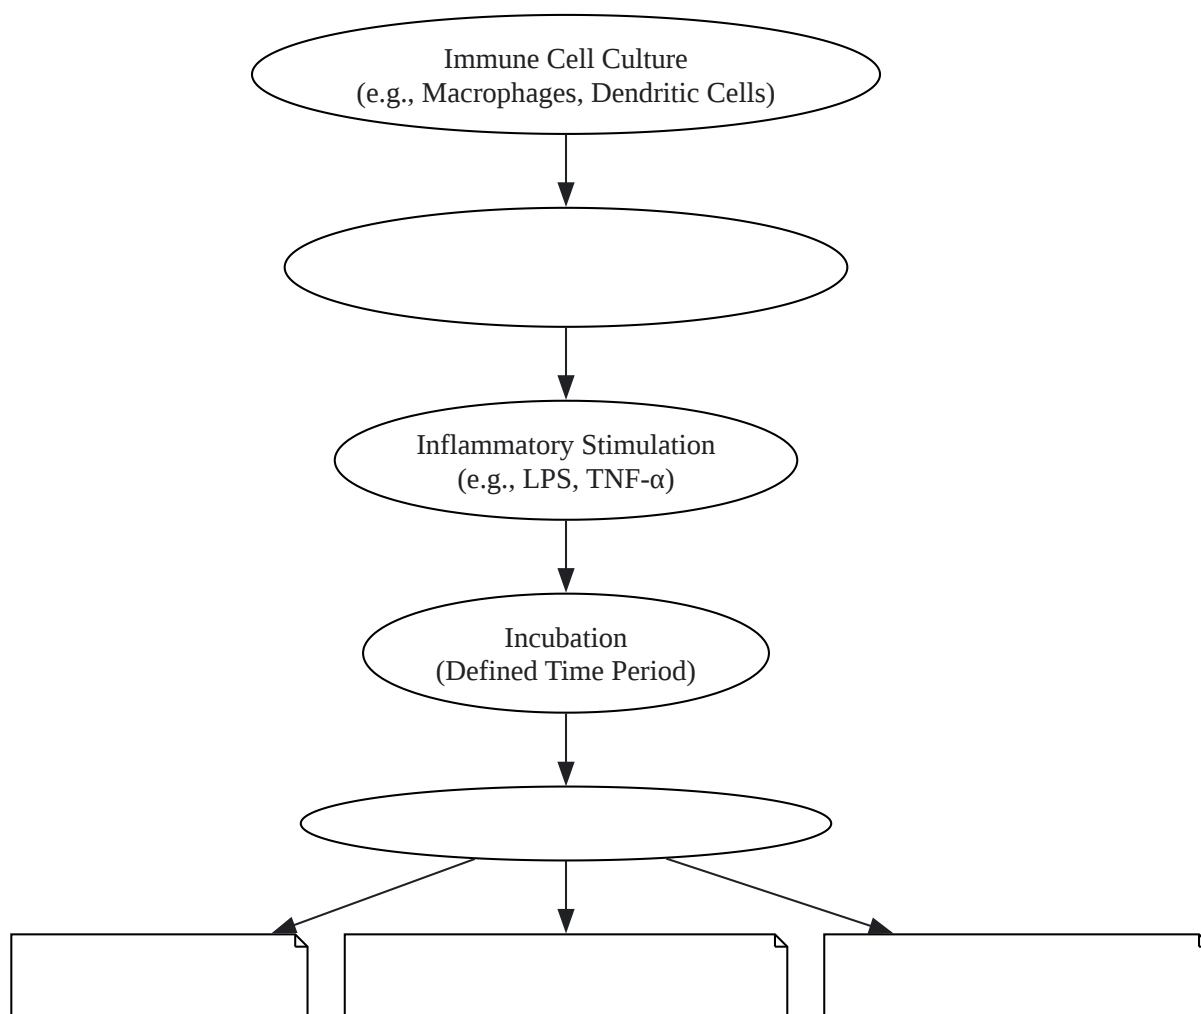 Immune Cell Culture
(e.g., Macrophages, Dendritic Cells)
Inflammatory Stimulation
(e.g., LPS, TNF-α)
Incubation
(Defined Time Period)